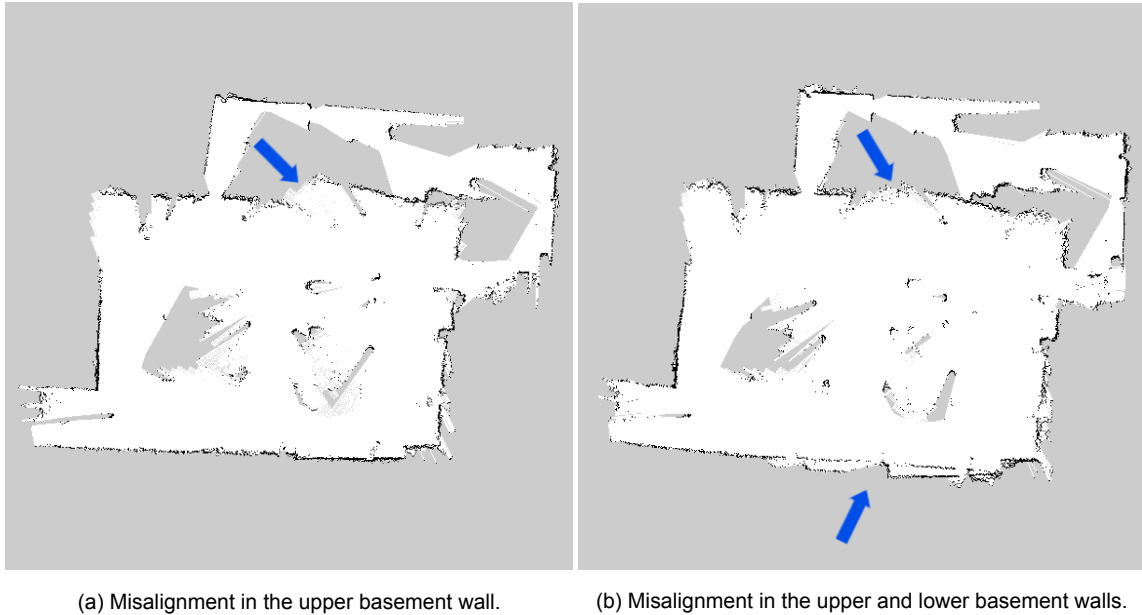 (a) Misalignment in the upper basement wall.
(b) Misalignment in the upper and lower basement walls.